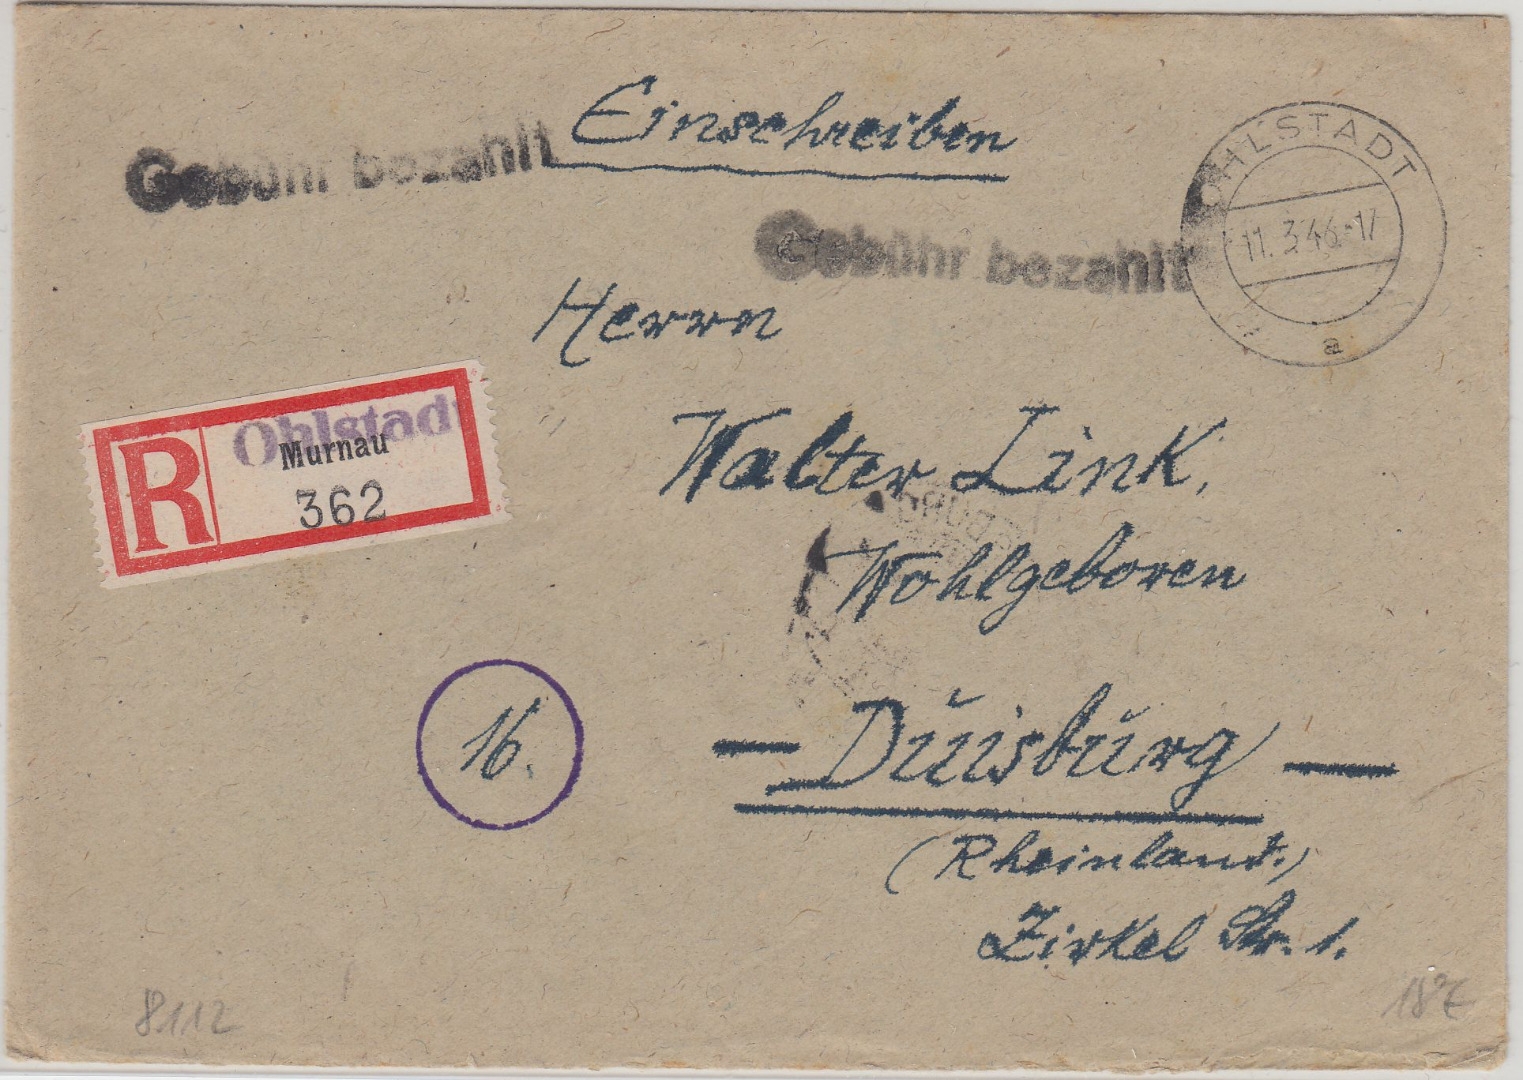 Einschreiben
Gebühr bezahlt
OHLSTADT
11.3.46-17
a
Gebühr bezahlt
Herrn
R
Ohlstadt
Murnau
362
Walter Link,
Wohlgeboren
16.
— Duisburg —
(Rheinland.)
Zirkel Str. 1.
8112